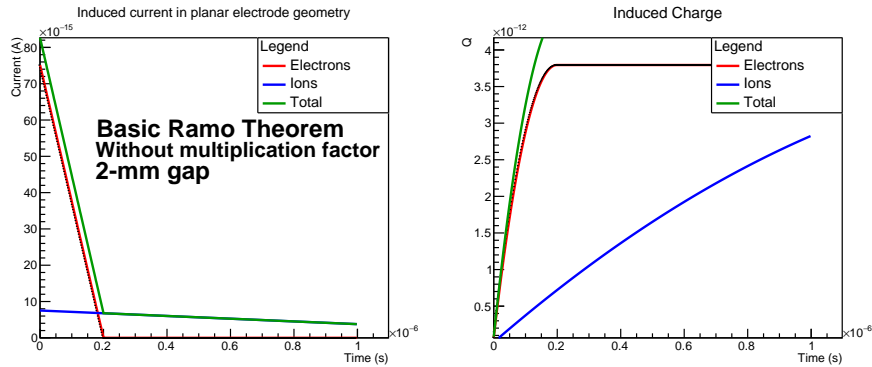 Induced current in planar electrode geometry
×10⁻¹⁵
Current (A)
80
70
60
50
40
30
20
10
0
Legend
Electrons
Ions
Total
Basic Ramo Theorem
Without multiplication factor
2-mm gap
0 0.2 0.4 0.6 0.8 1
×10⁻⁶
Time (s)
Induced Charge
×10⁻¹²
Q
4
3.5
3
2.5
2
1.5
1
0.5
Legend
Electrons
Ions
Total
0 0.2 0.4 0.6 0.8 1
×10⁻⁶
Time (s)